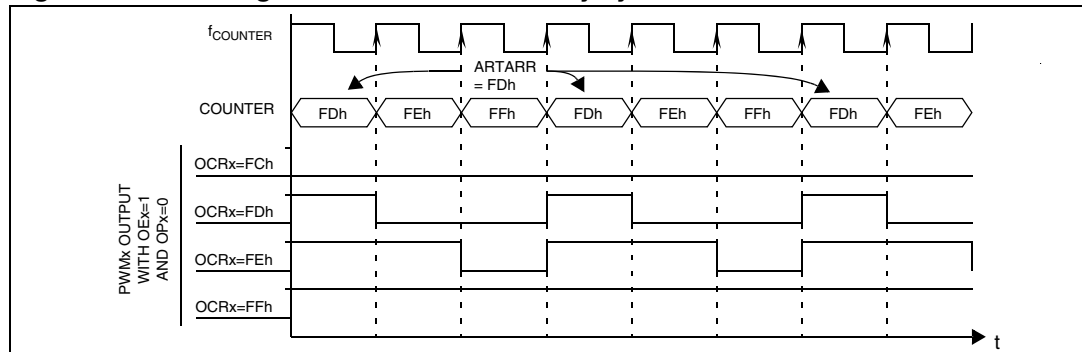 fCOUNTER
ARTARR
= FDh
COUNTER
FDh FEh FFh FDh FEh FFh FDh FEh
PWMx OUTPUT
WITH OEx=1
AND OPx=0
OCRx=FCh
OCRx=FDh
OCRx=FEh
OCRx=FFh
t